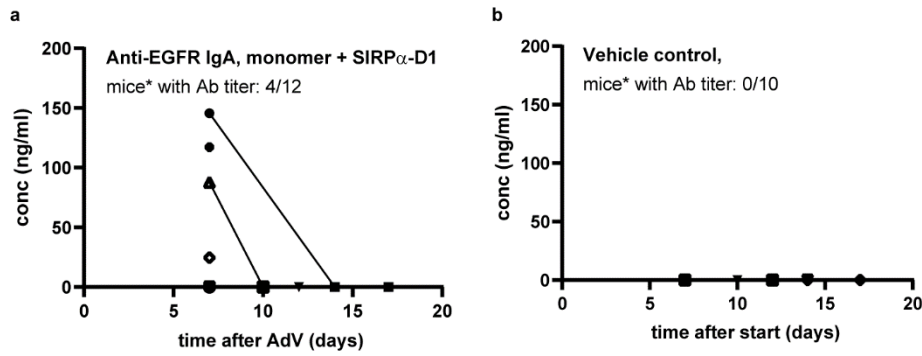 a
Anti-EGFR IgA, monomer + SIRPα-D1
mice* with Ab titer: 4/12
conc (ng/ml)
200
150
100
50
0
0 5 10 15 20
time after AdV (days)
b
Vehicle control,
mice* with Ab titer: 0/10
conc (ng/ml)
200
150
100
50
0
0 5 10 15 20
time after start (days)